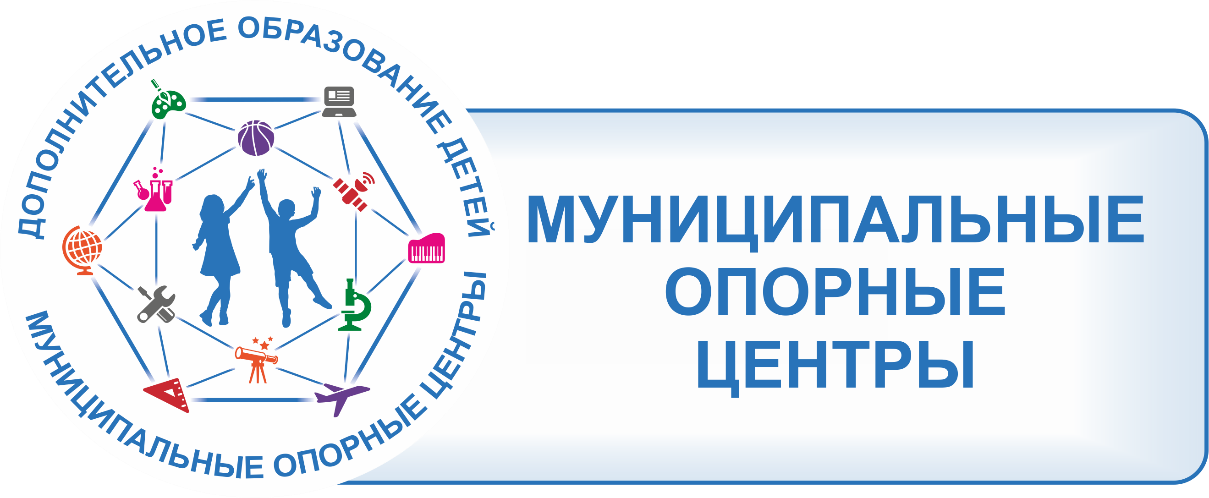 ДОПОЛНИТЕЛЬНОЕ ОБРАЗОВАНИЕ ДЕТЕЙ
МУНИЦИПАЛЬНЫЕ ОПОРНЫЕ ЦЕНТРЫ
МУНИЦИПАЛЬНЫЕ
ОПОРНЫЕ
ЦЕНТРЫ